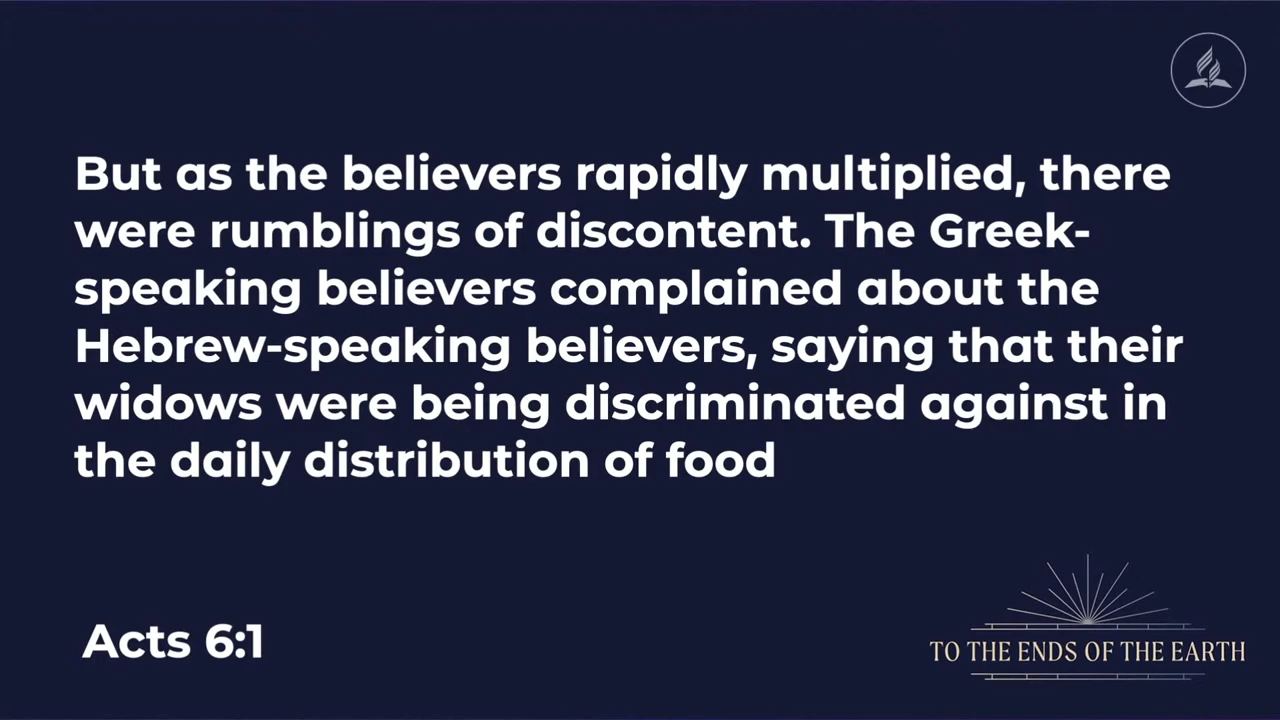 But as the believers rapidly multiplied, there
were rumblings of discontent. The Greek-
speaking believers complained about the
Hebrew-speaking believers, saying that their
widows were being discriminated against in
the daily distribution of food
Acts 6:1
TO THE ENDS OF THE EARTH